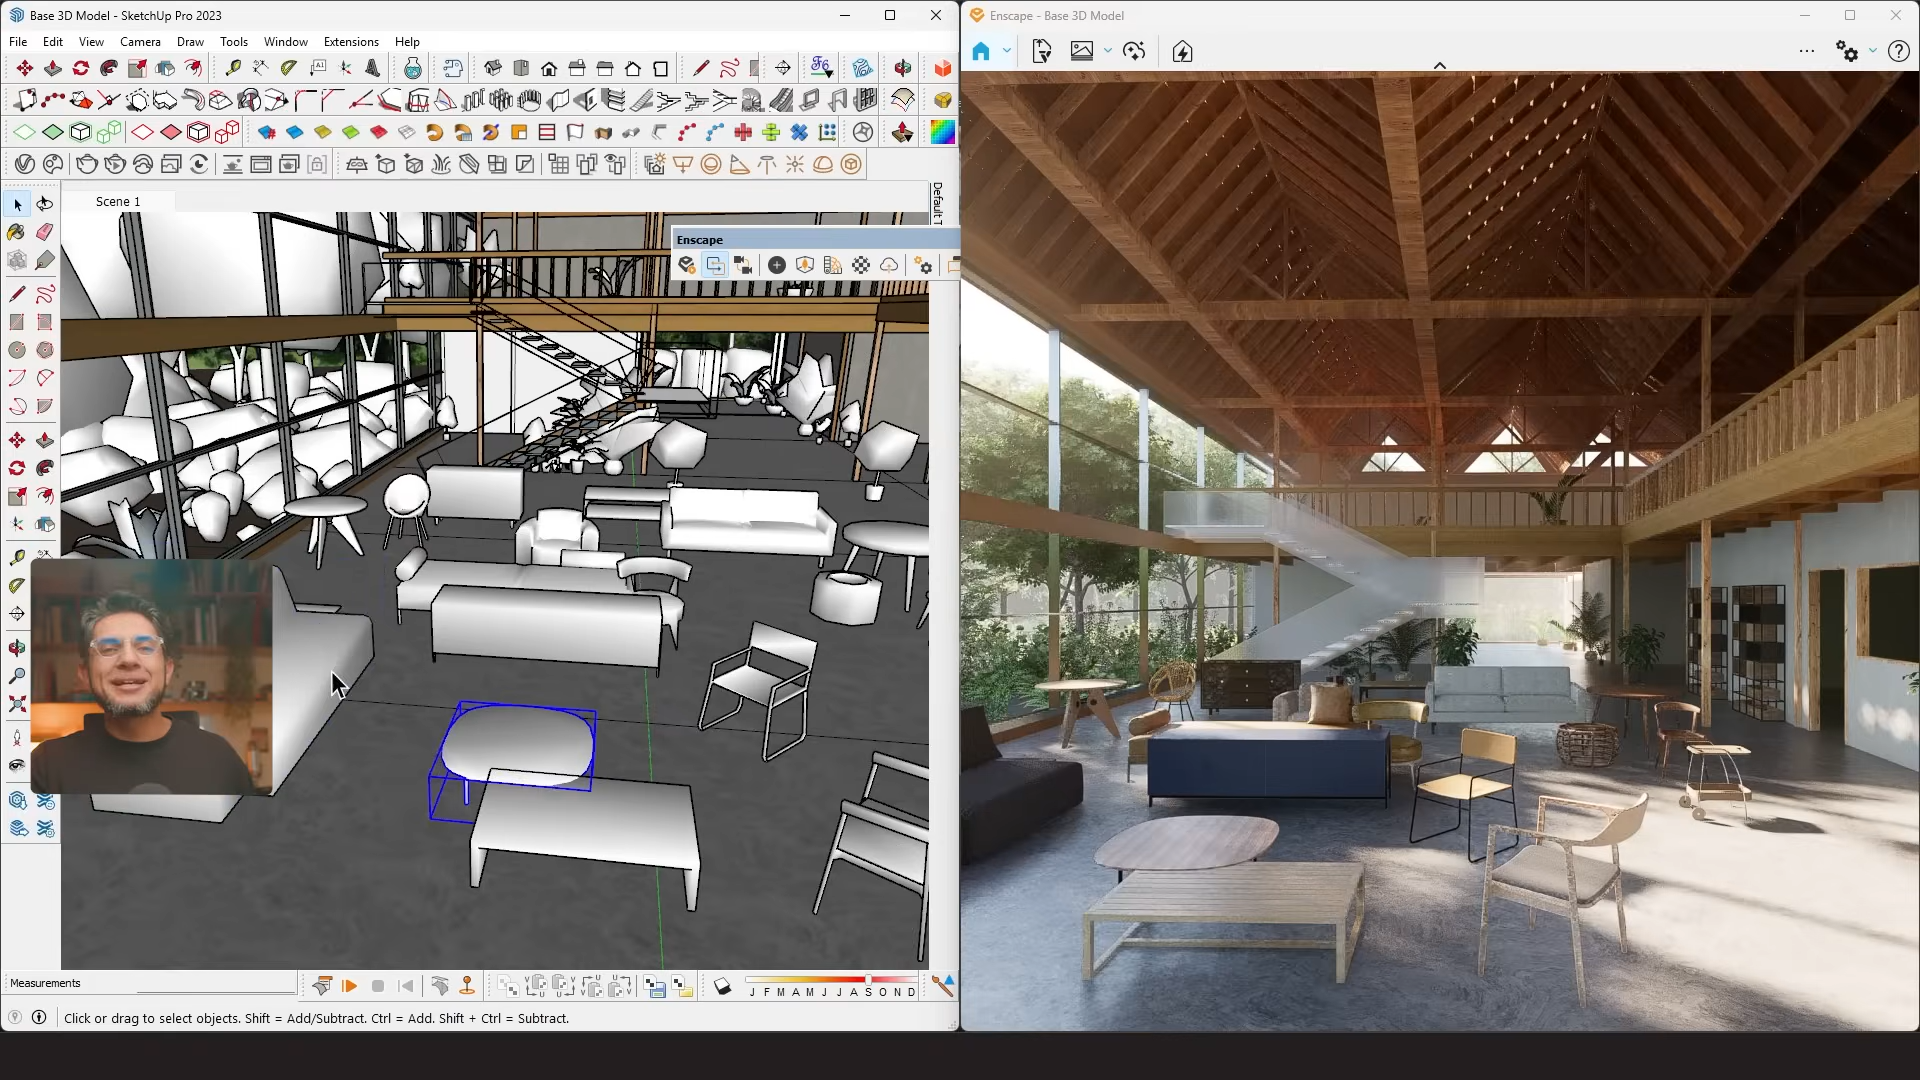 Base 3D Model - SketchUp Pro 2023
File Edit View Camera Draw Tools Window Extensions Help
Scene 1
Default T
Enscape
Measurements
J F M A M J J A S O N D
Click or drag to select objects. Shift = Add/Subtract. Ctrl = Add. Shift + Ctrl = Subtract.
Enscape - Base 3D Model